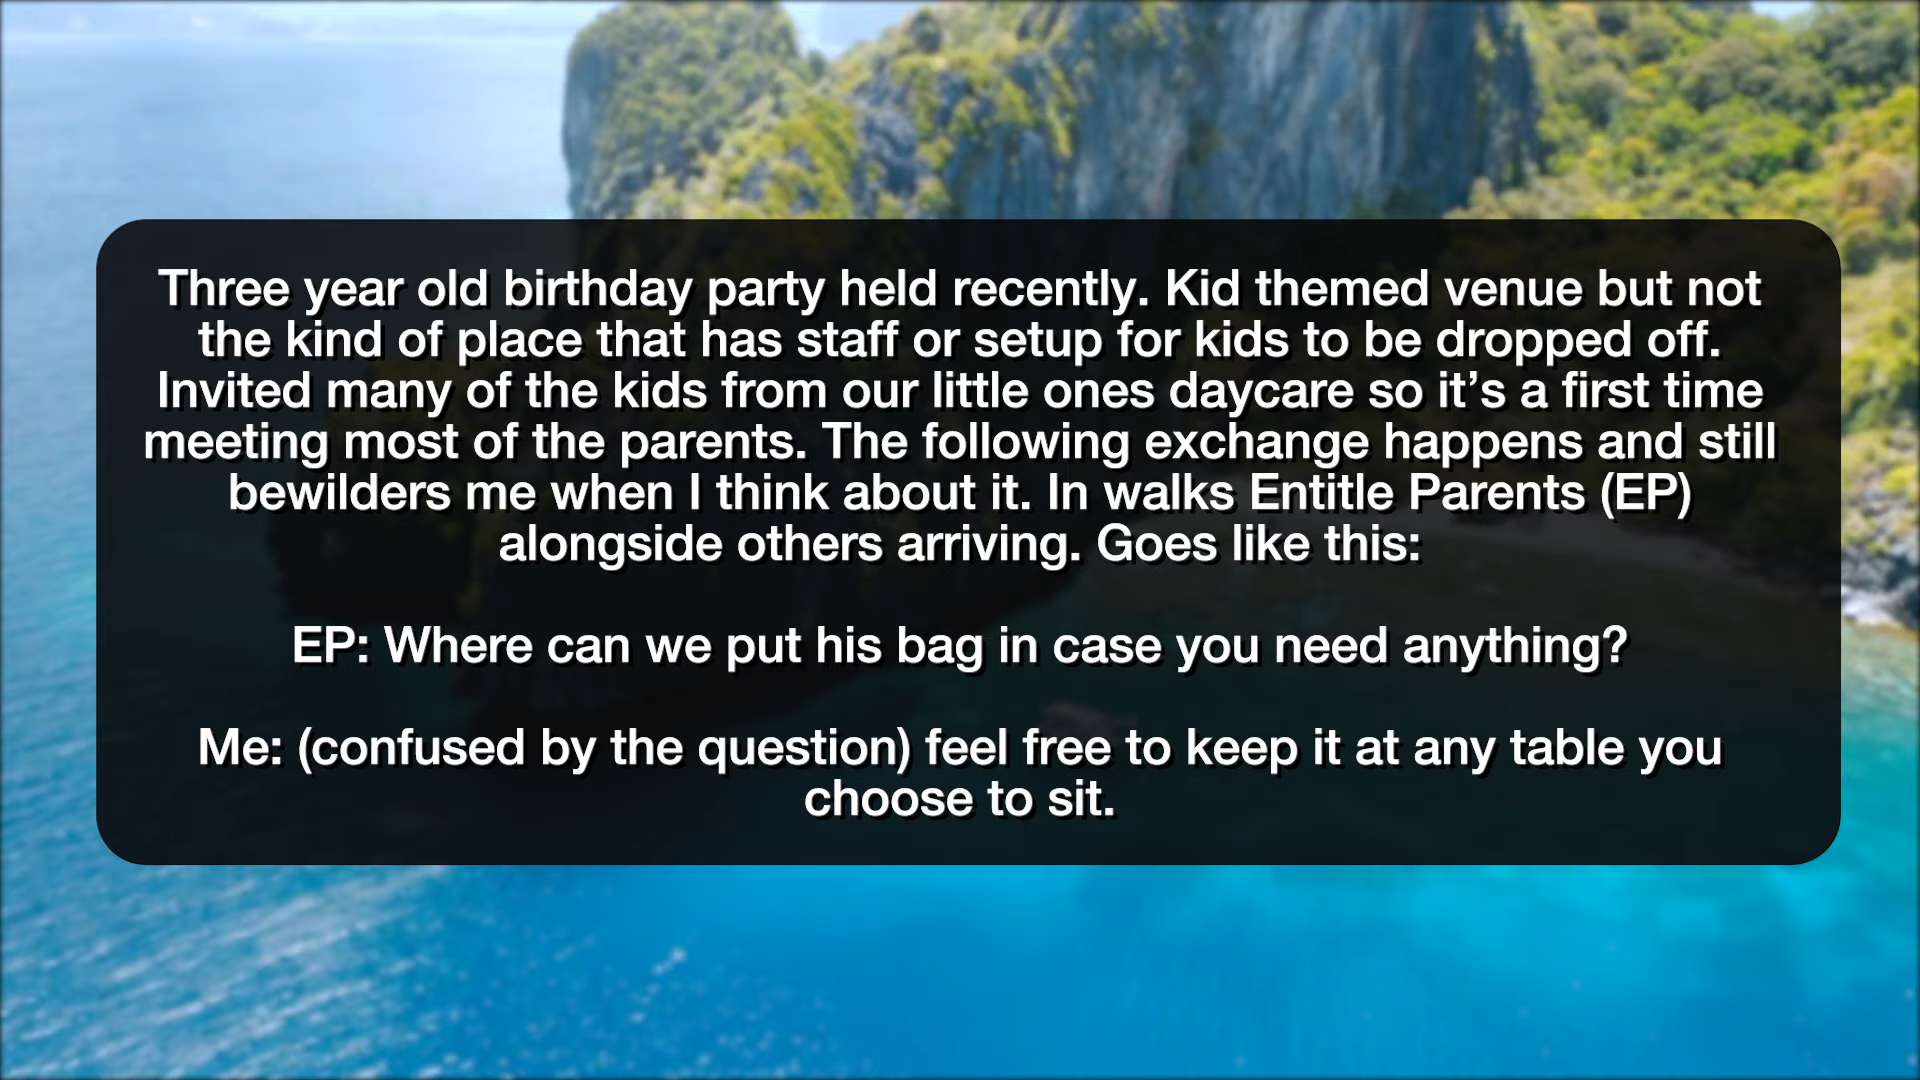 Three year old birthday party held recently. Kid themed venue but not
the kind of place that has staff or setup for kids to be dropped off.
Invited many of the kids from our little ones daycare so it’s a first time
meeting most of the parents. The following exchange happens and still
bewilders me when I think about it. In walks Entitle Parents (EP)
alongside others arriving. Goes like this:
EP: Where can we put his bag in case you need anything?
Me: (confused by the question) feel free to keep it at any table you
choose to sit.